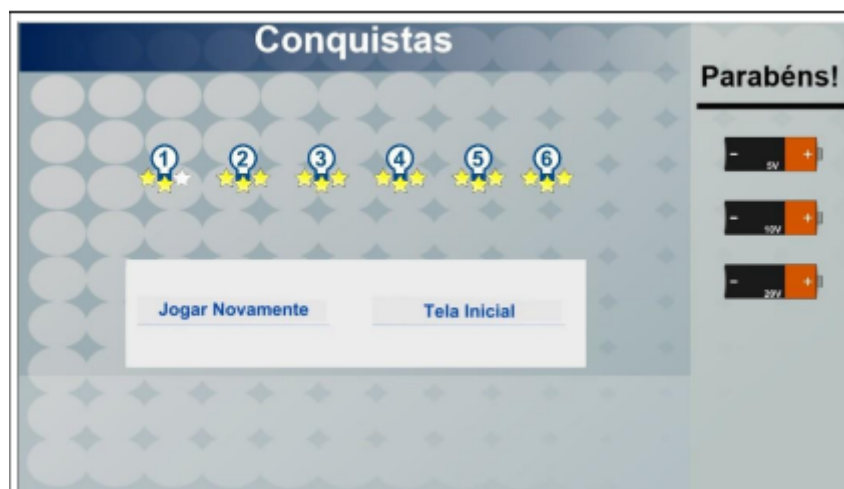 Conquistas
Parabéns!
1 2 3 4 5 6
- + 5V
- + 10V
- + 20V
Jogar Novamente
Tela Inicial